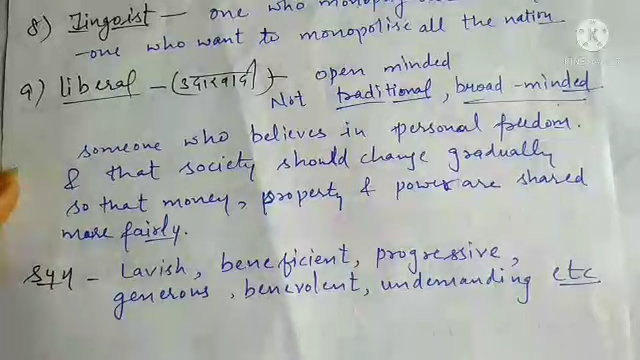 8) Jingoist — one who monopoly
- one who want to monopolise all the nation
9) liberal - (उदारवादी) - open minded
Not traditional, broad-minded
someone who believes in personal freedom.
& that society should change gradually
so that money, property & power are shared
more fairly.
Syn - Lavish, beneficient, progressive,
generous, benevolent, undemanding etc